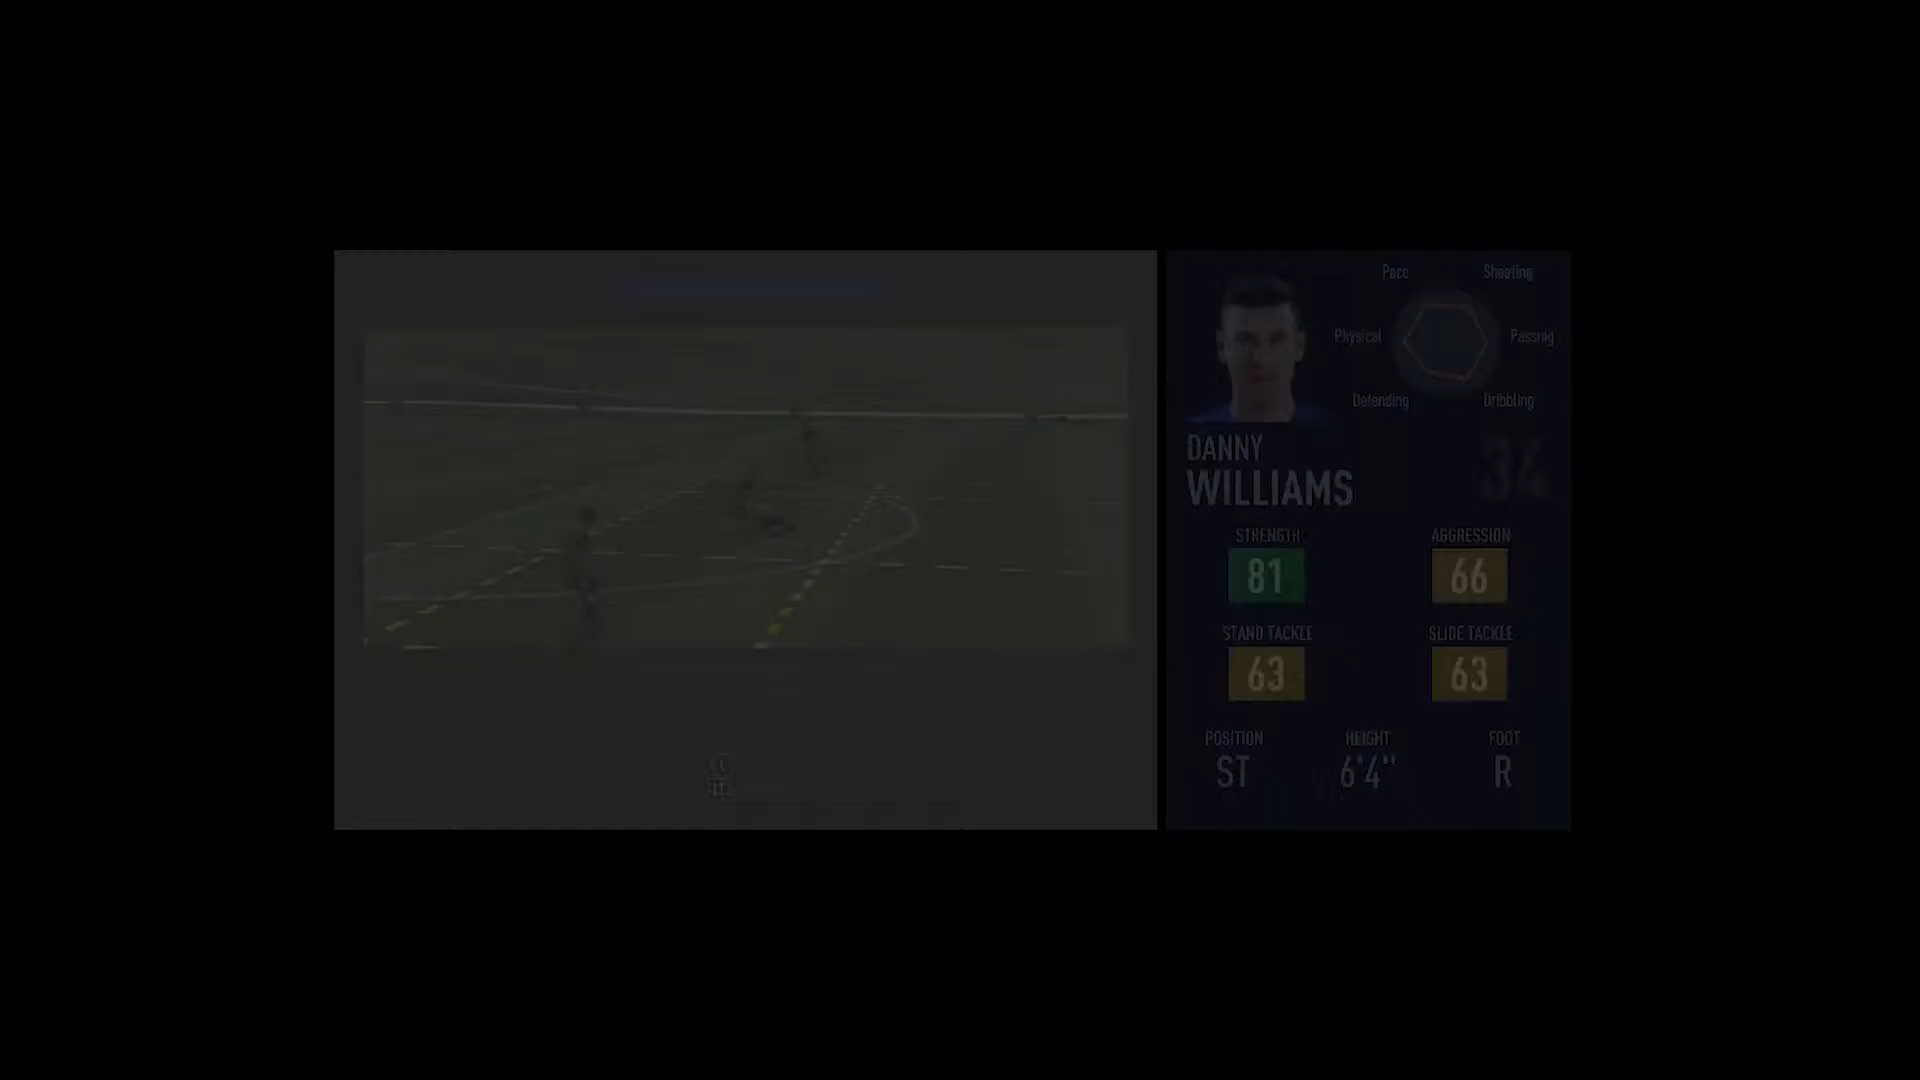 Pace Shooting
Physical Passing
Defending Dribbling
DANNY
WILLIAMS
34
STRENGTH AGGRESSION
81 66
STAND TACKLE SLIDE TACKLE
63 63
POSITION HEIGHT FOOT
ST 6'4" R
L
LT